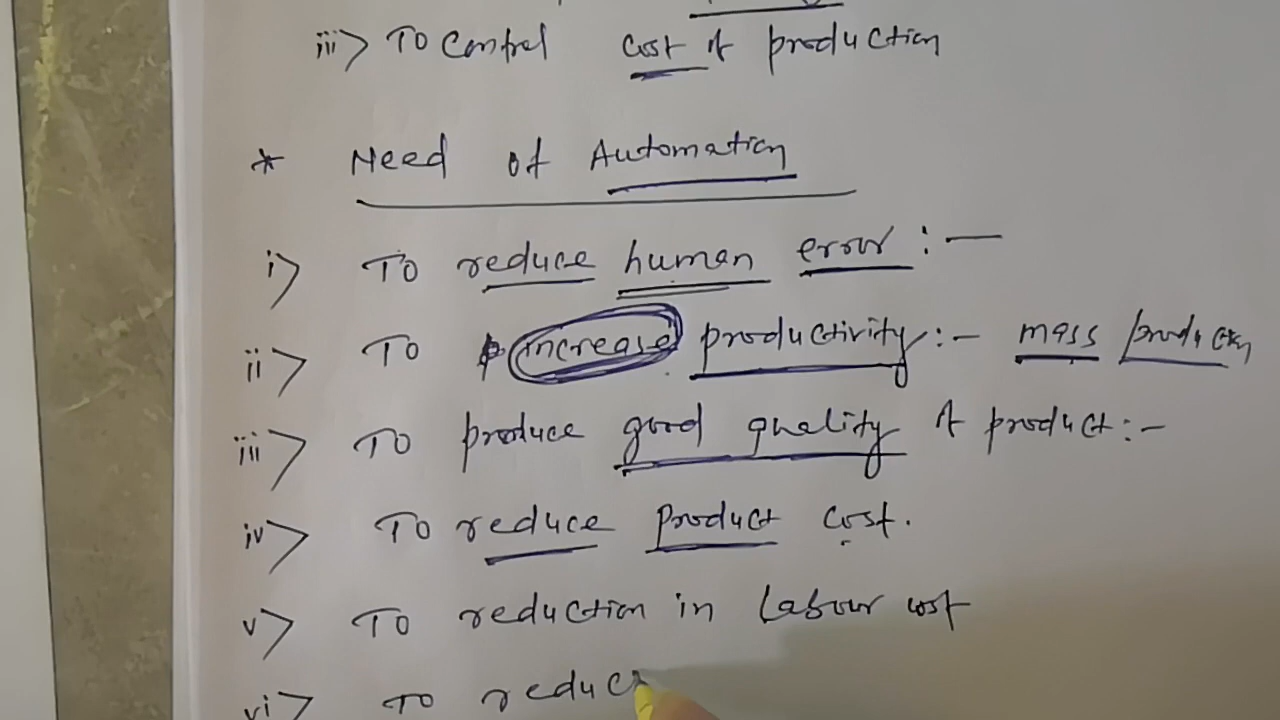 iii> To control cost of production
* Need of Automation
i> To reduce human error :—
ii> To increase productivity :- mass production
iii> To produce good quality of product :-
iv> To reduce product cost.
v> To reduction in Labour cost
vi> To reduc